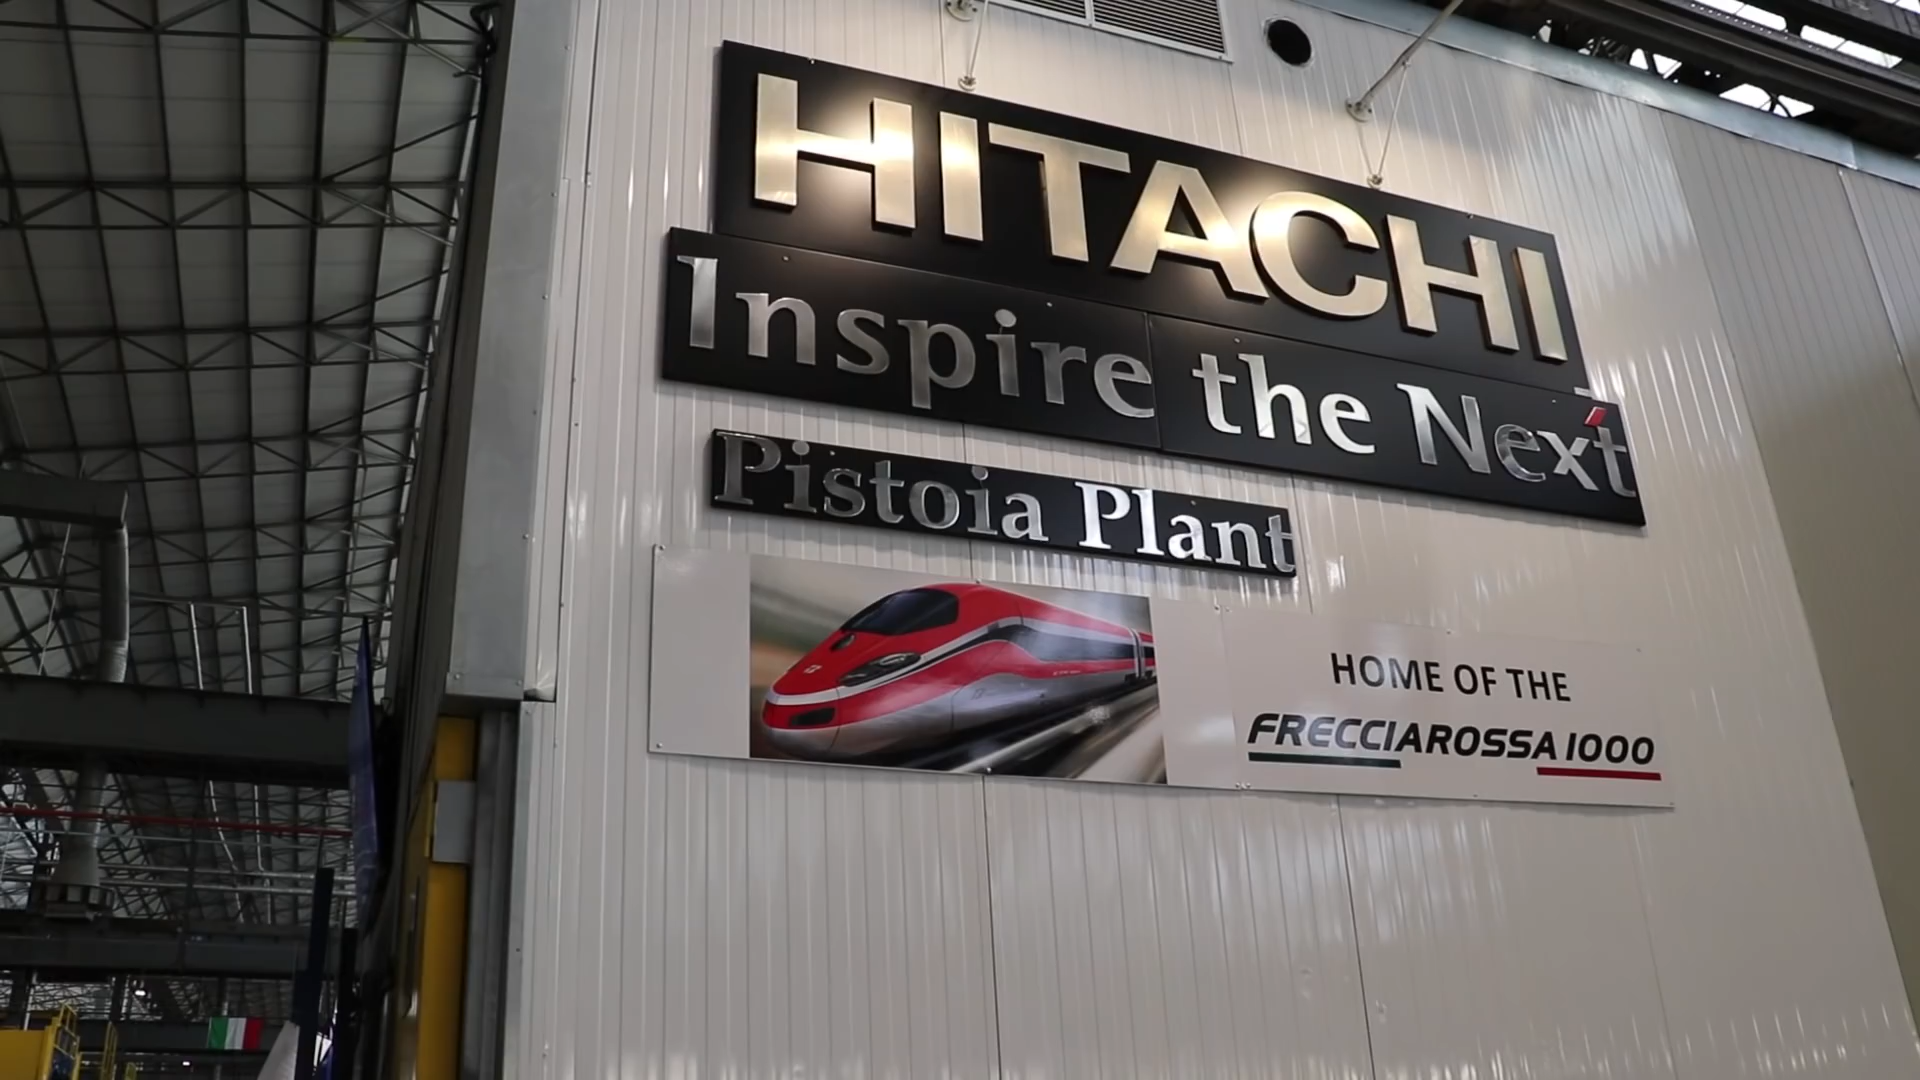 HITACHI
Inspire the Next
Pistoia Plant
HOME OF THE
FRECCIAROSSA 1000